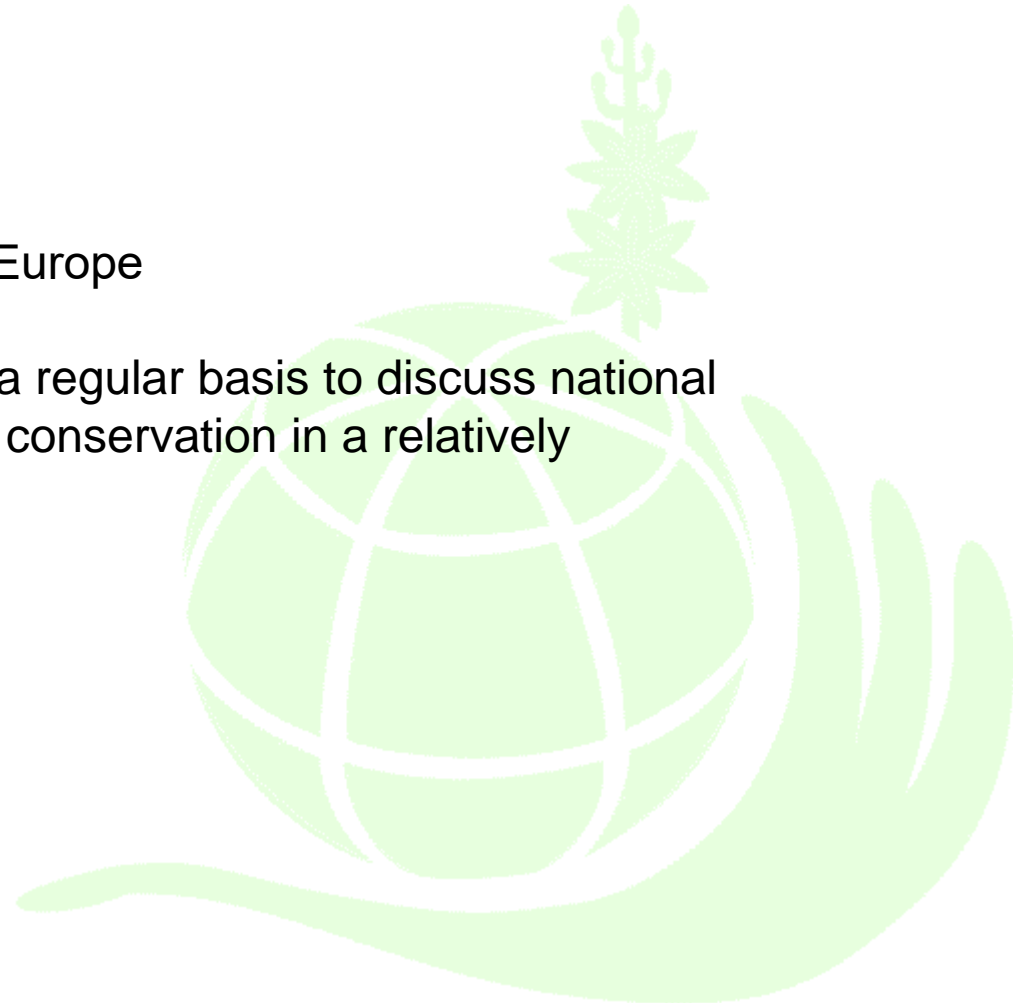 Europe
a regular basis to discuss national
conservation in a relatively